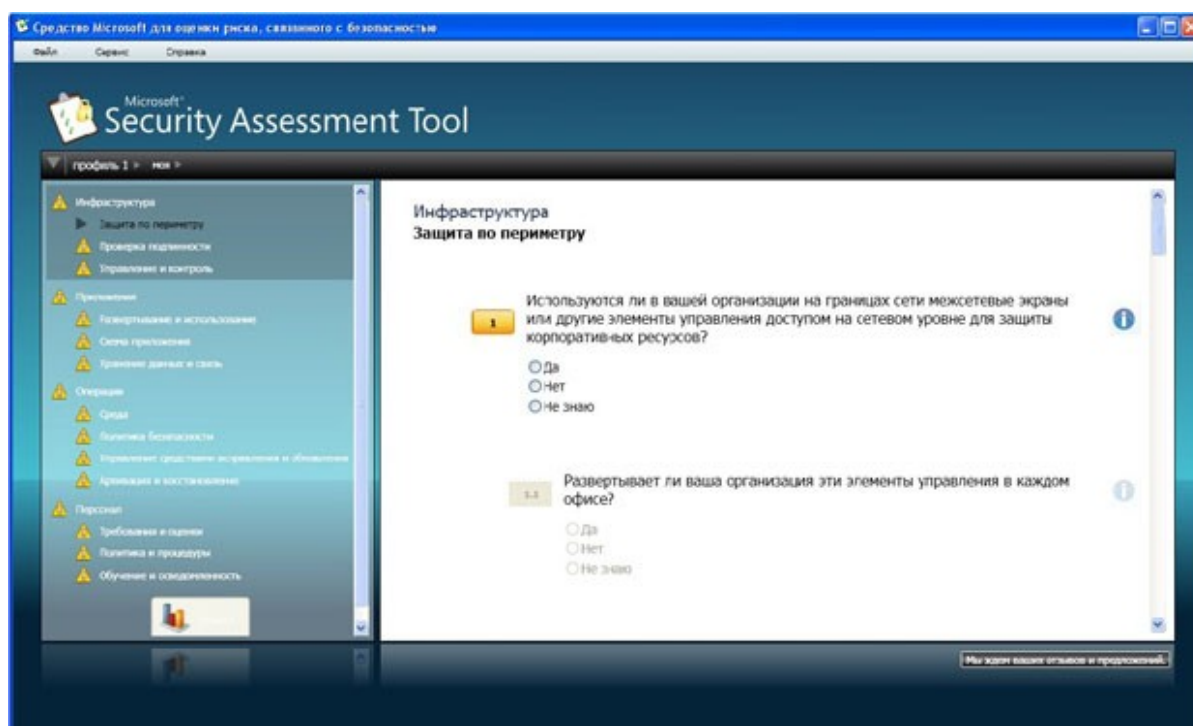 Средство Microsoft для оценки риска, связанного с безопасностью
Файл Сервис Справка
Microsoft®
Security Assessment Tool
профиль 1 > моя >
Инфраструктура
Защита по периметру
Проверка подлинности
Управление и контроль
Приложения
Развертывание и использование
Схема приложения
Хранение данных и связь
Операции
Среда
Политика безопасности
Управление средствами исправления и обновления
Архивация и восстановление
Персонал
Требования и оценки
Политика и процедуры
Обучение и осведомленность
Инфраструктура
Защита по периметру
1
Используются ли в вашей организации на границах сети межсетевые экраны
или другие элементы управления доступом на сетевом уровне для защиты
корпоративных ресурсов?
Да
Нет
Не знаю
1.1
Развертывает ли ваша организация эти элементы управления в каждом
офисе?
Да
Нет
Не знаю
Мы ждем ваших отзывов и предложений.